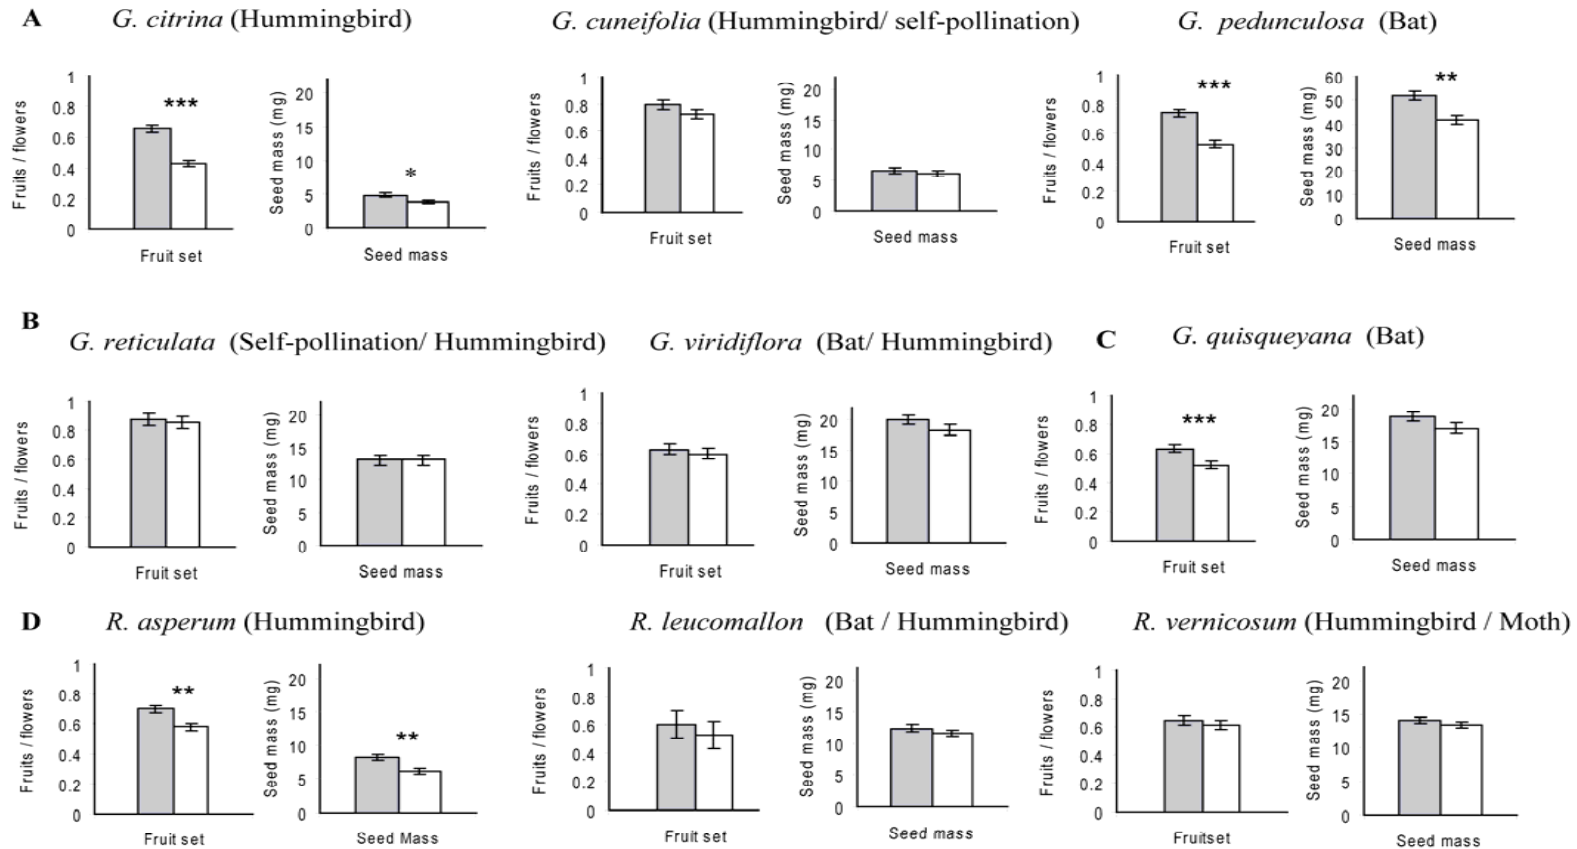 A G. citrina (Hummingbird) G. cuneifolia (Hummingbird/ self-pollination) G. pedunculosa (Bat)
Fruits / flowers 1 0.8 0.6 0.4 0.2 0 *** Fruit set
Seed mass (mg) 20 15 10 5 0 * Seed mass
Fruits / flowers 1 0.8 0.6 0.4 0.2 0 Fruit set
Seed mass (mg) 20 15 10 5 0 Seed mass
Fruits / flowers 1 0.8 0.6 0.4 0.2 0 *** Fruit set
Seed mass (mg) 60 50 40 30 20 10 0 ** Seed mass
B G. reticulata (Self-pollination/ Hummingbird) G. viridiflora (Bat/ Hummingbird) C G. quisqueyana (Bat)
Fruits / flowers 1 0.8 0.6 0.4 0.2 0 Fruit set
Seed mass (mg) 20 15 10 5 0 Seed mass
Fruits / flowers 1 0.8 0.6 0.4 0.2 0 Fruit set
Seed mass (mg) 20 15 10 5 0 Seed mass
Fruits / flowers 1 0.8 0.6 0.4 0.2 0 *** Fruit set
Seed mass (mg) 20 15 10 5 0 Seed mass
D R. asperum (Hummingbird) R. leucomallon (Bat / Hummingbird) R. vernicosum (Hummingbird / Moth)
Fruits / flowers 1 0.8 0.6 0.4 0.2 0 ** Fruit set
Seed mass (mg) 20 15 10 5 0 ** Seed Mass
Fruits / flowers 1 0.8 0.6 0.4 0.2 0 Fruit set
Seed mass (mg) 20 15 10 5 0 Seed mass
Fruits / flowers 1 0.8 0.6 0.4 0.2 0 Fruitset
Seed mass (mg) 20 15 10 5 0 Seed mass